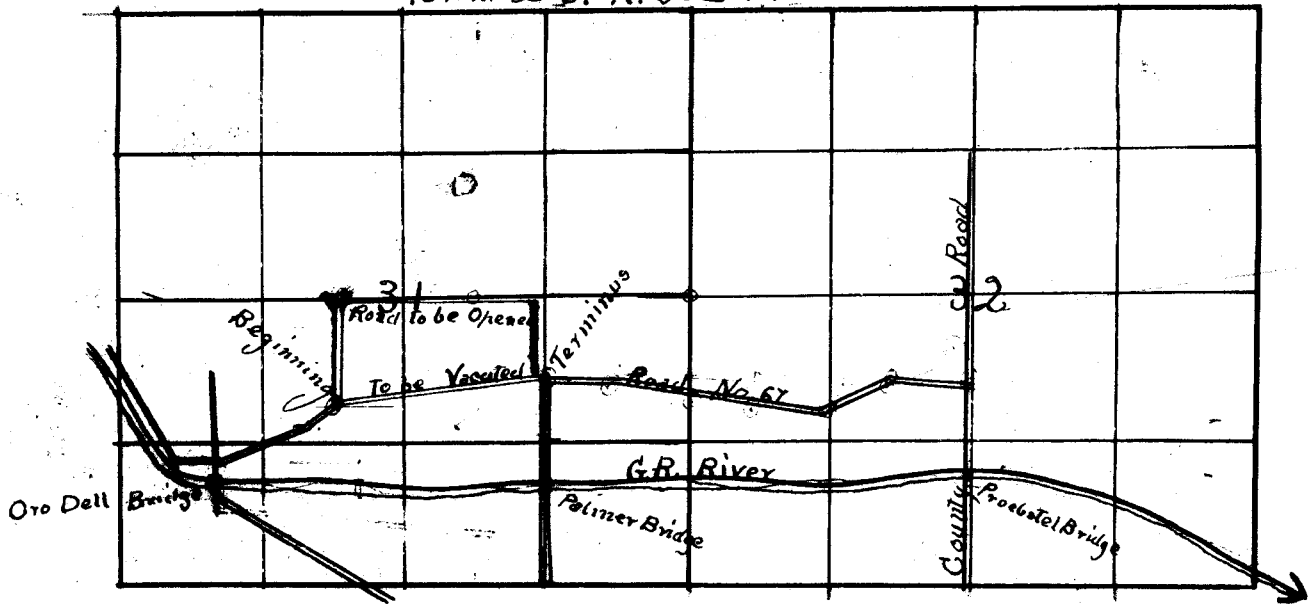 31
32
Road to be Opened
Beginning
Terminus
To be Vacated
Road No. 67
County Road
G.R. River
Oro Dell Bridge
Palmer Bridge
Proebstel Bridge